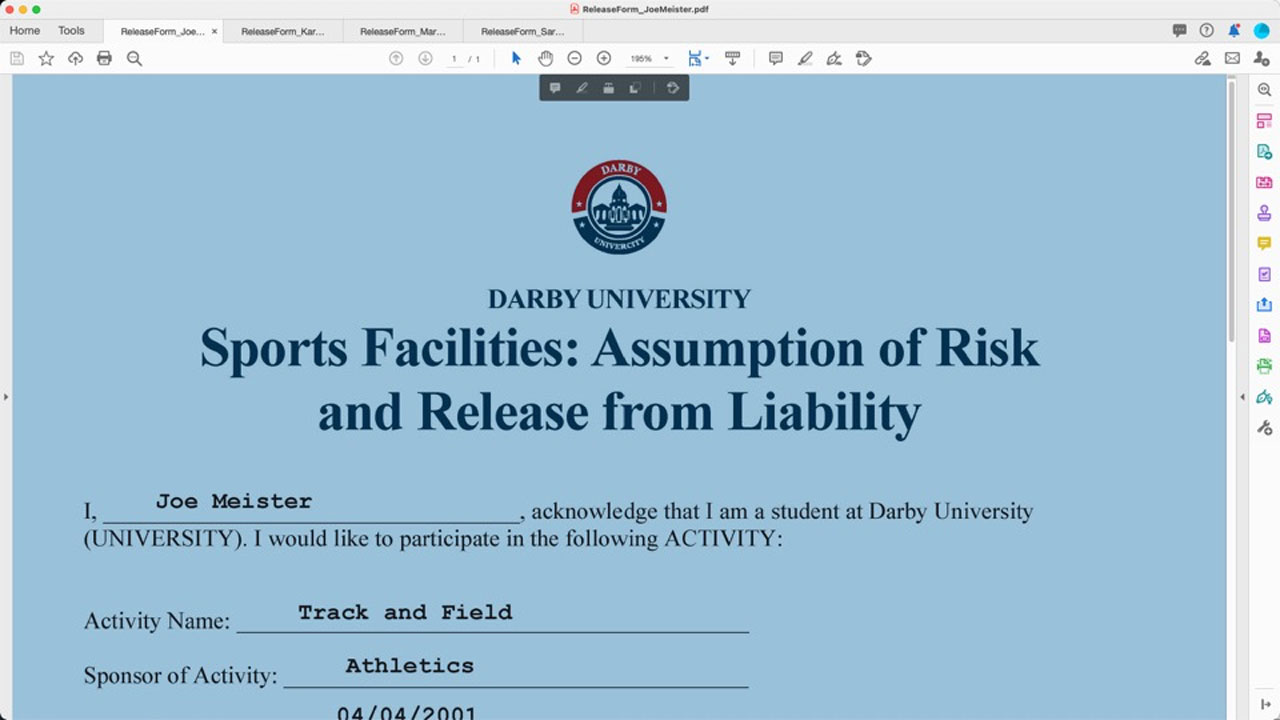 ReleaseForm_JoeMeister.pdf
Home Tools ReleaseForm_Joe... × ReleaseForm_Kar... ReleaseForm_Mar... ReleaseForm_Sar...
1 / 1 195%
DARBY
UNIVERCITY
DARBY UNIVERSITY
Sports Facilities: Assumption of Risk
and Release from Liability
I, Joe Meister, acknowledge that I am a student at Darby University
(UNIVERSITY). I would like to participate in the following ACTIVITY:
Activity Name: Track and Field
Sponsor of Activity: Athletics
04/04/2001